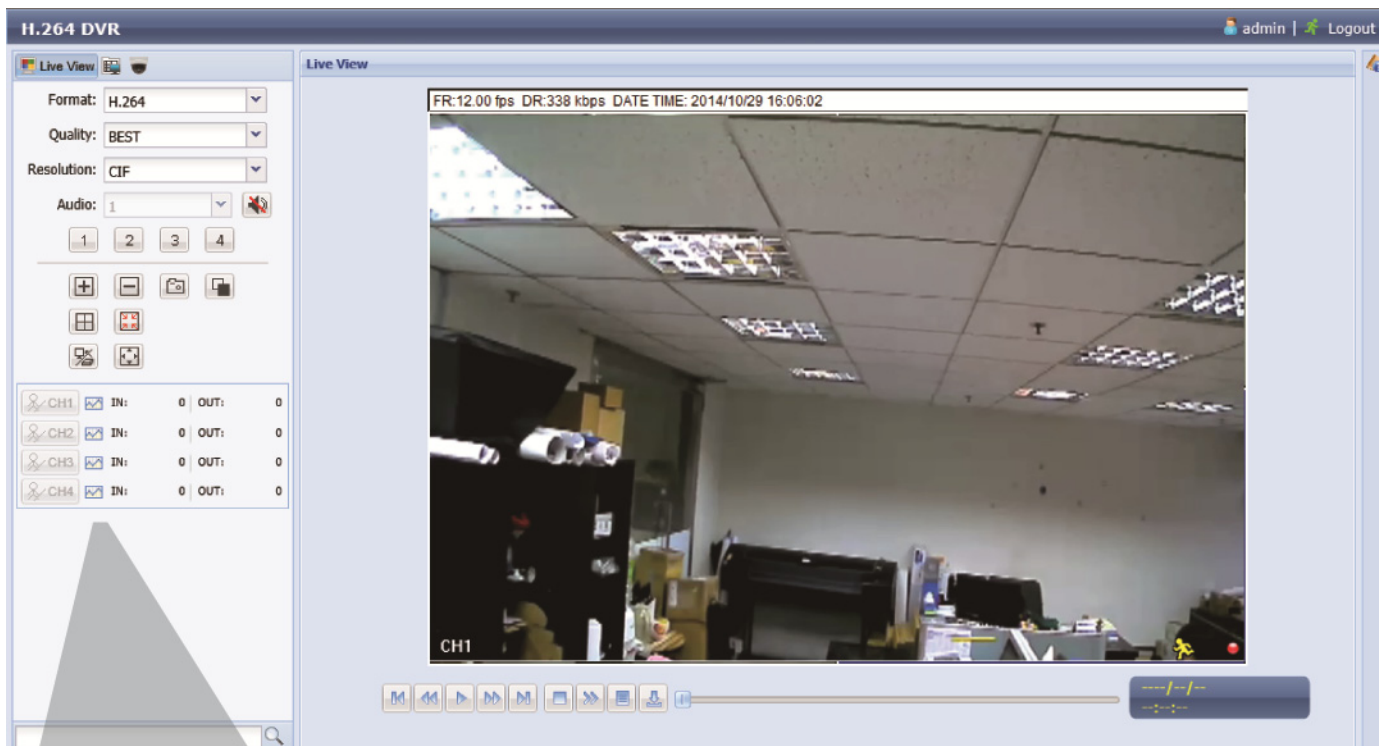 H.264 DVR
admin | Logout
Live View
Live View
Format: H.264
Quality: BEST
Resolution: CIF
Audio: 1
1 2 3 4
CH1 IN: 0 OUT: 0
CH2 IN: 0 OUT: 0
CH3 IN: 0 OUT: 0
CH4 IN: 0 OUT: 0
FR:12.00 fps DR:338 kbps DATE TIME: 2014/10/29 16:06:02
CH1
----/--/--
--:--:--